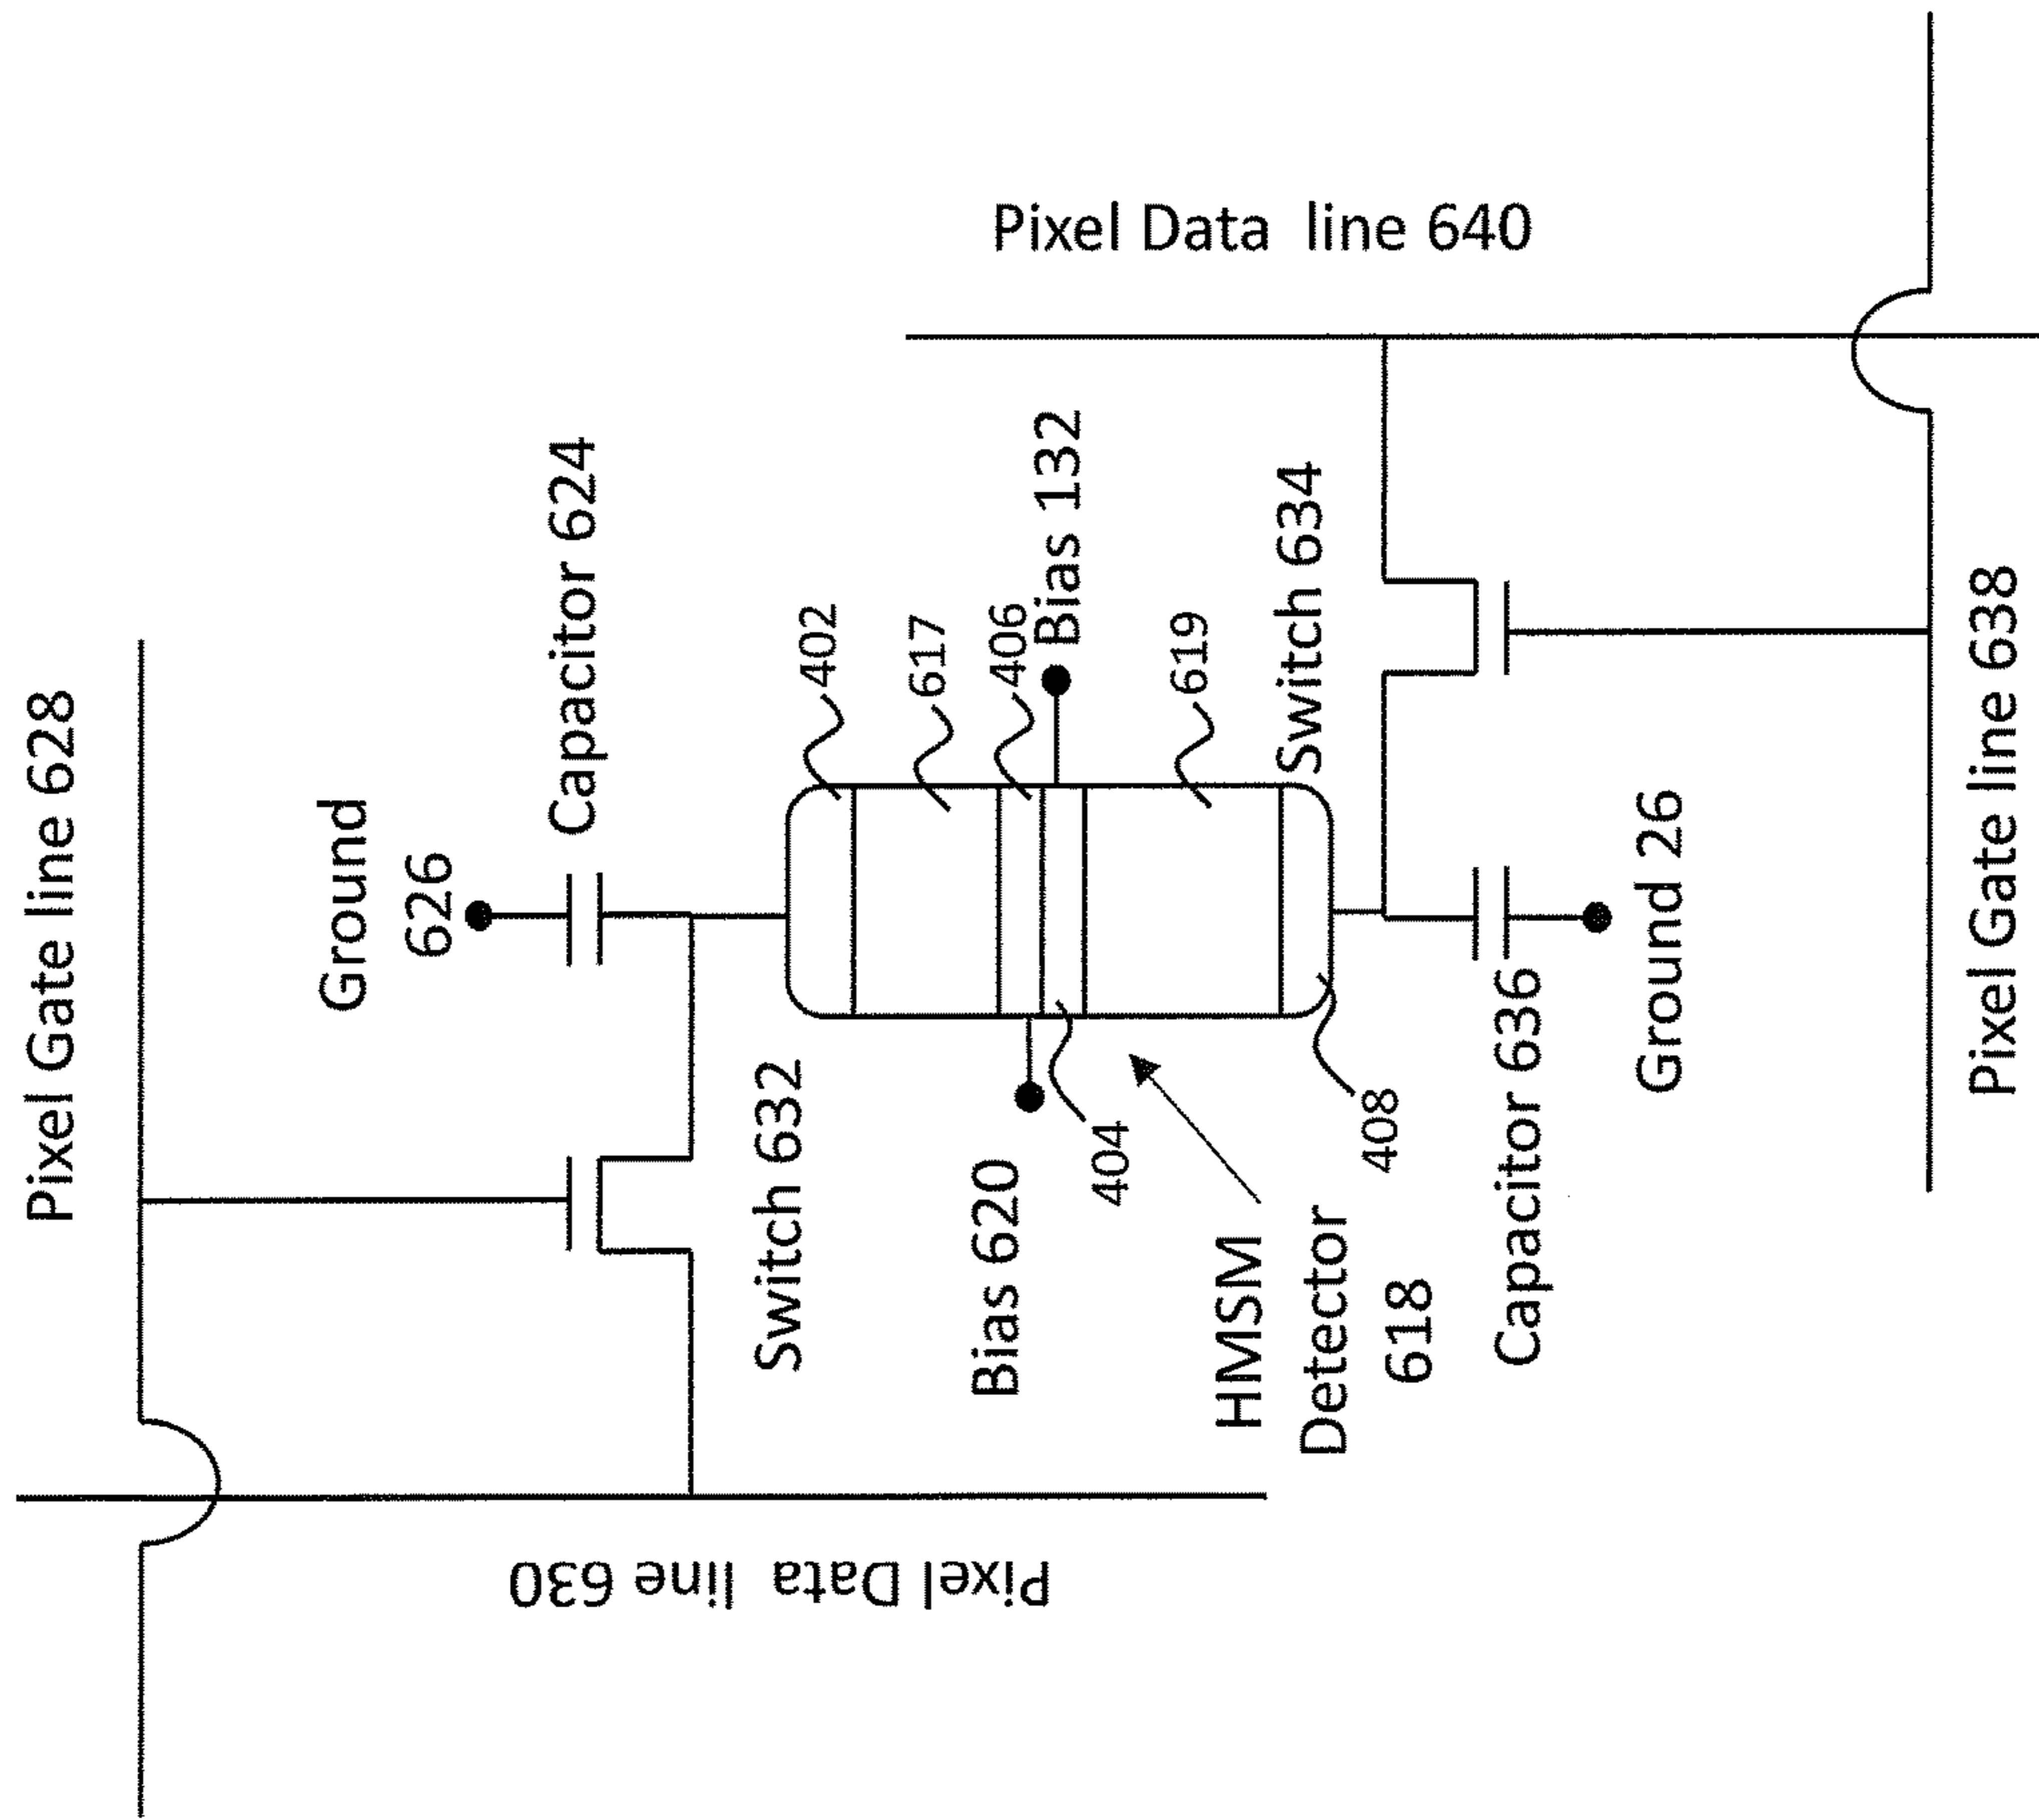 Pixel Gate line 628
Ground
626
Capacitor 624
Pixel Data line 640
402
617
406
Bias 132
619
Switch 634
Switch 632
Bias 620
404
408
HMSM
Detector
618
Capacitor 636
Ground 26
Pixel Gate line 638
Pixel Data line 630